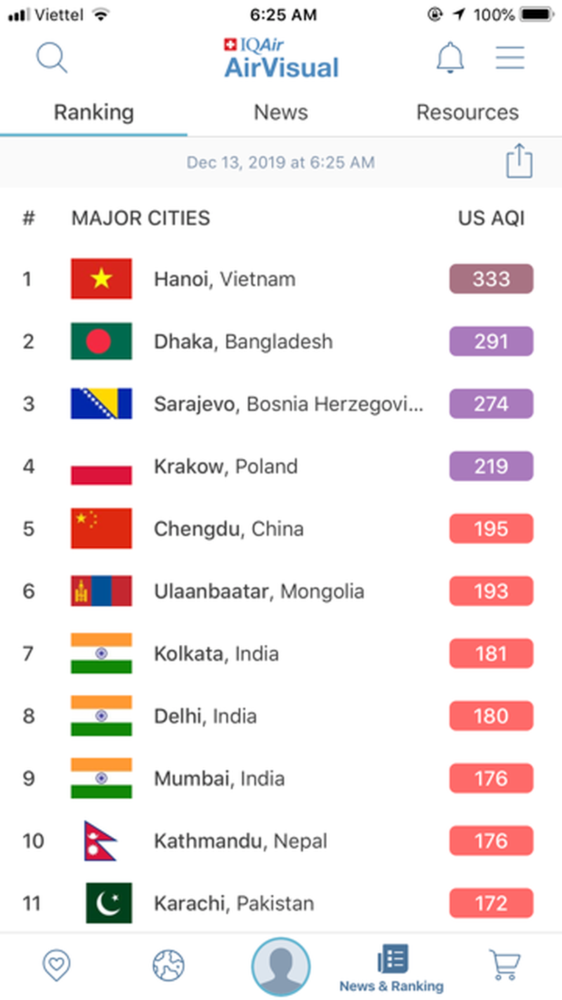 Viettel 6:25 AM 100%
IQAir
AirVisual
Ranking News Resources
Dec 13, 2019 at 6:25 AM
# MAJOR CITIES US AQI
1 Hanoi, Vietnam 333
2 Dhaka, Bangladesh 291
3 Sarajevo, Bosnia Herzegovi... 274
4 Krakow, Poland 219
5 Chengdu, China 195
6 Ulaanbaatar, Mongolia 193
7 Kolkata, India 181
8 Delhi, India 180
9 Mumbai, India 176
10 Kathmandu, Nepal 176
11 Karachi, Pakistan 172
News & Ranking